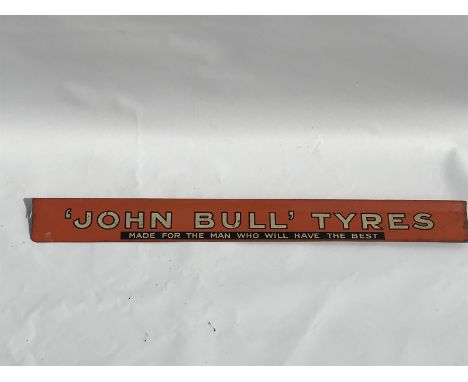 ‘JOHN BULL’ TYRES
MADE FOR THE MAN WHO WILL HAVE THE BEST